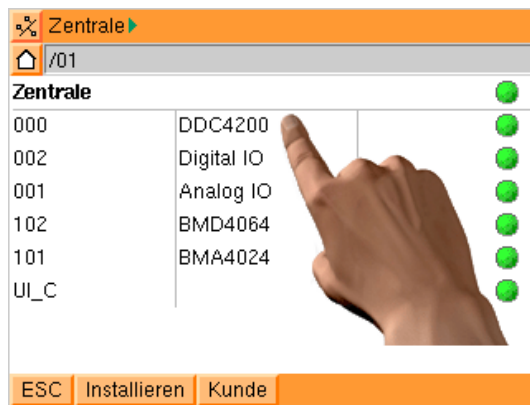 Zentrale
/01
Zentrale
000 DDC4200
002 Digital IO
001 Analog IO
102 BMD4064
101 BMA4024
UI_C
ESC Installieren Kunde